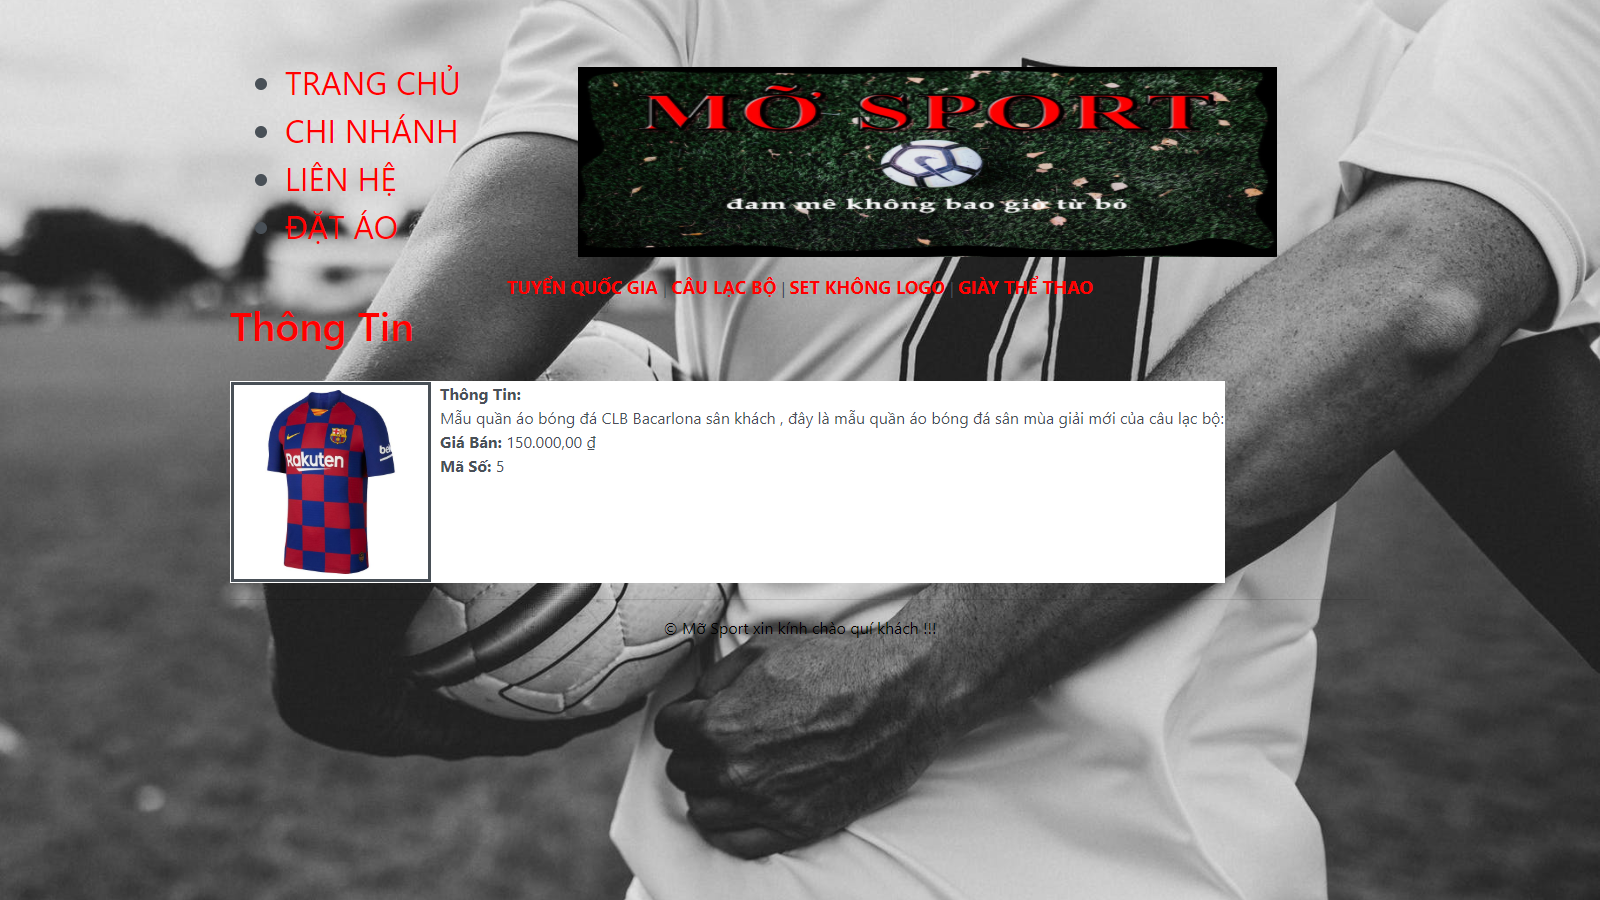 TRANG CHỦ
CHI NHÁNH
LIÊN HỆ
ĐẶT ÁO
MỠ SPORT
đam mê không bao giờ từ bỏ
TUYỂN QUỐC GIA | CÂU LẠC BỘ | SET KHÔNG LOGO | GIÀY THỂ THAO
Thông Tin
Rakuten
Thông Tin:
Mẫu quần áo bóng đá CLB Bacarlona sân khách , đây là mẫu quần áo bóng đá sân mùa giải mới của câu lạc bộ:
Giá Bán: 150.000,00 ₫
Mã Số: 5
© Mỡ Sport xin kính chào quí khách !!!